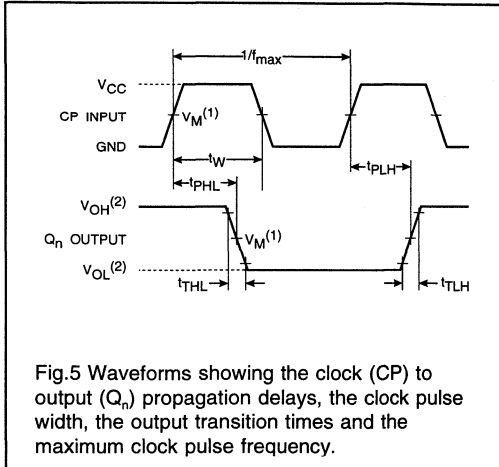 1/fmax
VCC
CP INPUT
VM(1)
GND
tW
tPHL
tPLH
VOH(2)
Qn OUTPUT
VM(1)
VOL(2)
tTHL
tTLH
Fig.5 Waveforms showing the clock (CP) to
output (Qn) propagation delays, the clock pulse
width, the output transition times and the
maximum clock pulse frequency.